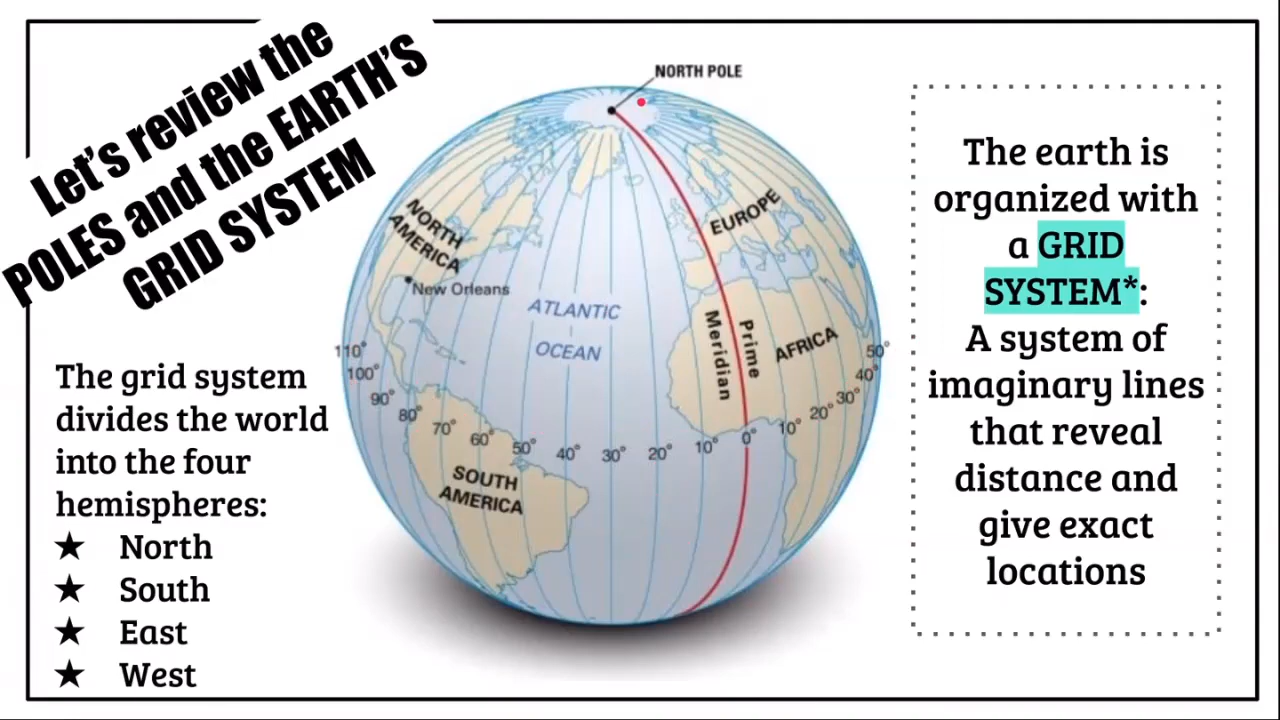 Let's review the
POLES and the EARTH'S
GRID SYSTEM
The grid system
divides the world
into the four
hemispheres:
★ North
★ South
★ East
★ West
NORTH POLE
NORTH
AMERICA
New Orleans
ATLANTIC
OCEAN
EUROPE
AFRICA
Prime
Meridian
SOUTH
AMERICA
110°
100°
90°
80°
70°
60°
50°
40°
30°
20°
10°
0°
10°
20°
30°
40°
50°
The earth is
organized with
a GRID
SYSTEM*:
A system of
imaginary lines
that reveal
distance and
give exact
locations